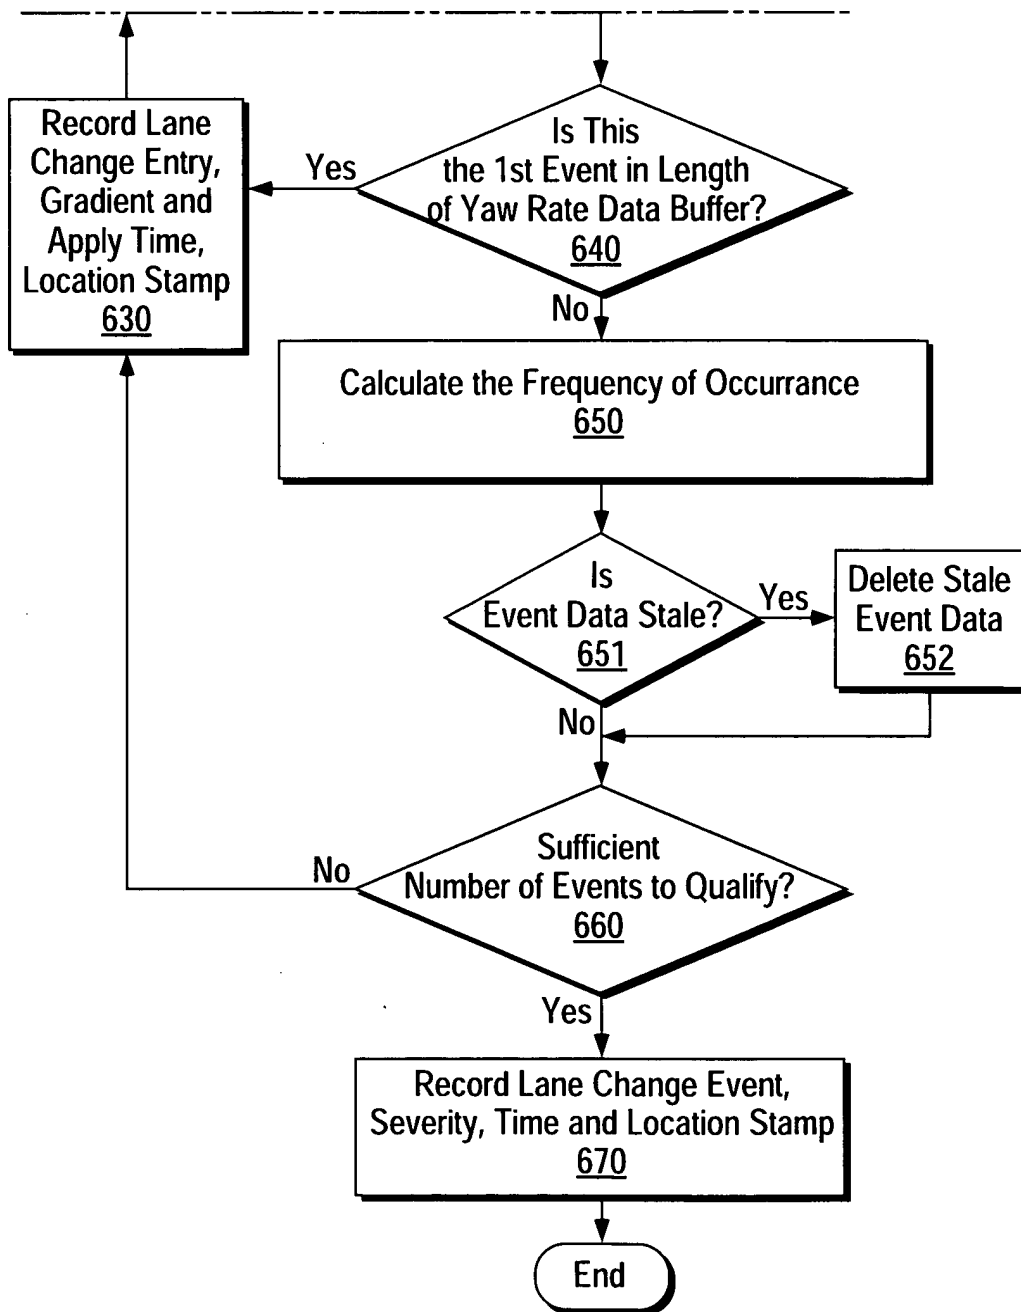 Record Lane
Change Entry,
Gradient and
Apply Time,
Location Stamp
630
Yes
Is This
the 1st Event in Length
of Yaw Rate Data Buffer?
640
No
Calculate the Frequency of Occurrance
650
Is
Event Data Stale?
651
Yes
Delete Stale
Event Data
652
No
Sufficient
Number of Events to Qualify?
660
No
Yes
Record Lane Change Event,
Severity, Time and Location Stamp
670
End